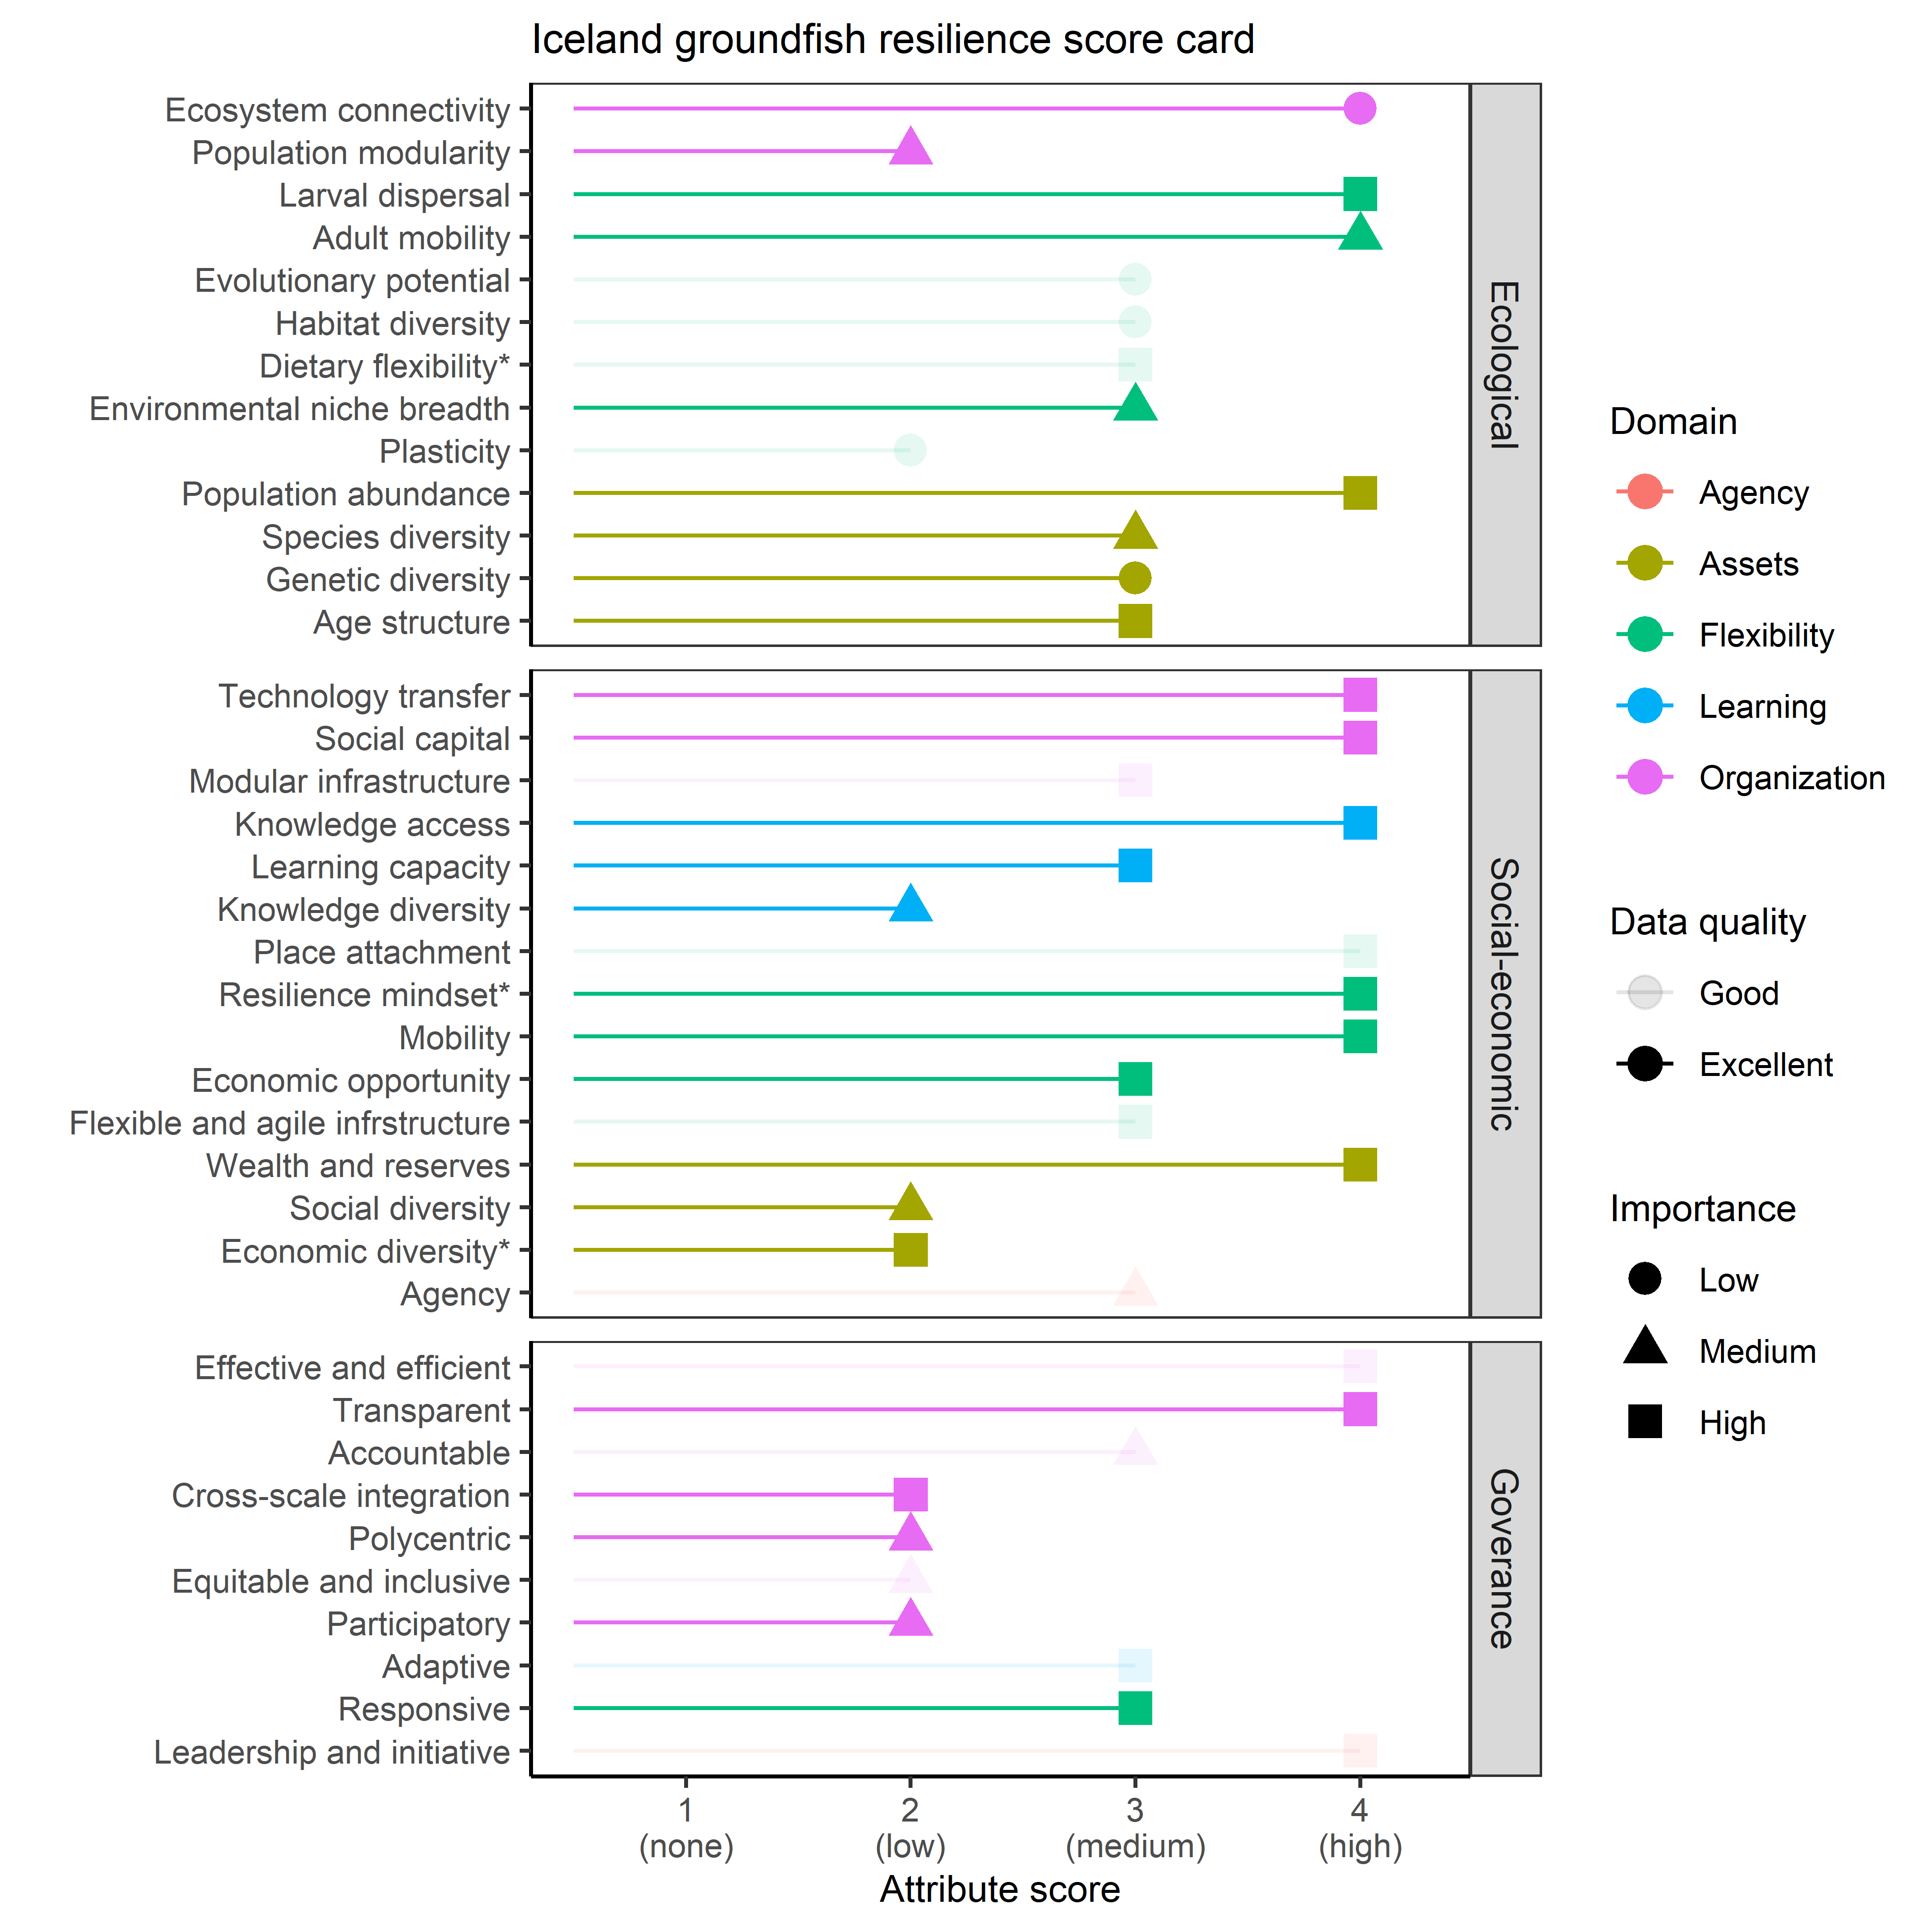 Iceland groundfish resilience score card
Ecosystem connectivity
Population modularity
Larval dispersal
Adult mobility
Evolutionary potential
Habitat diversity
Dietary flexibility*
Environmental niche breadth
Plasticity
Population abundance
Species diversity
Genetic diversity
Age structure
Ecological
Technology transfer
Social capital
Modular infrastructure
Knowledge access
Learning capacity
Knowledge diversity
Place attachment
Resilience mindset*
Mobility
Economic opportunity
Flexible and agile infrstructure
Wealth and reserves
Social diversity
Economic diversity*
Agency
Social-economic
Effective and efficient
Transparent
Accountable
Cross-scale integration
Polycentric
Equitable and inclusive
Participatory
Adaptive
Responsive
Leadership and initiative
Goverance
1 2 3 4
(none) (low) (medium) (high)
Attribute score
Domain
Agency
Assets
Flexibility
Learning
Organization
Data quality
Good
Excellent
Importance
Low
Medium
High